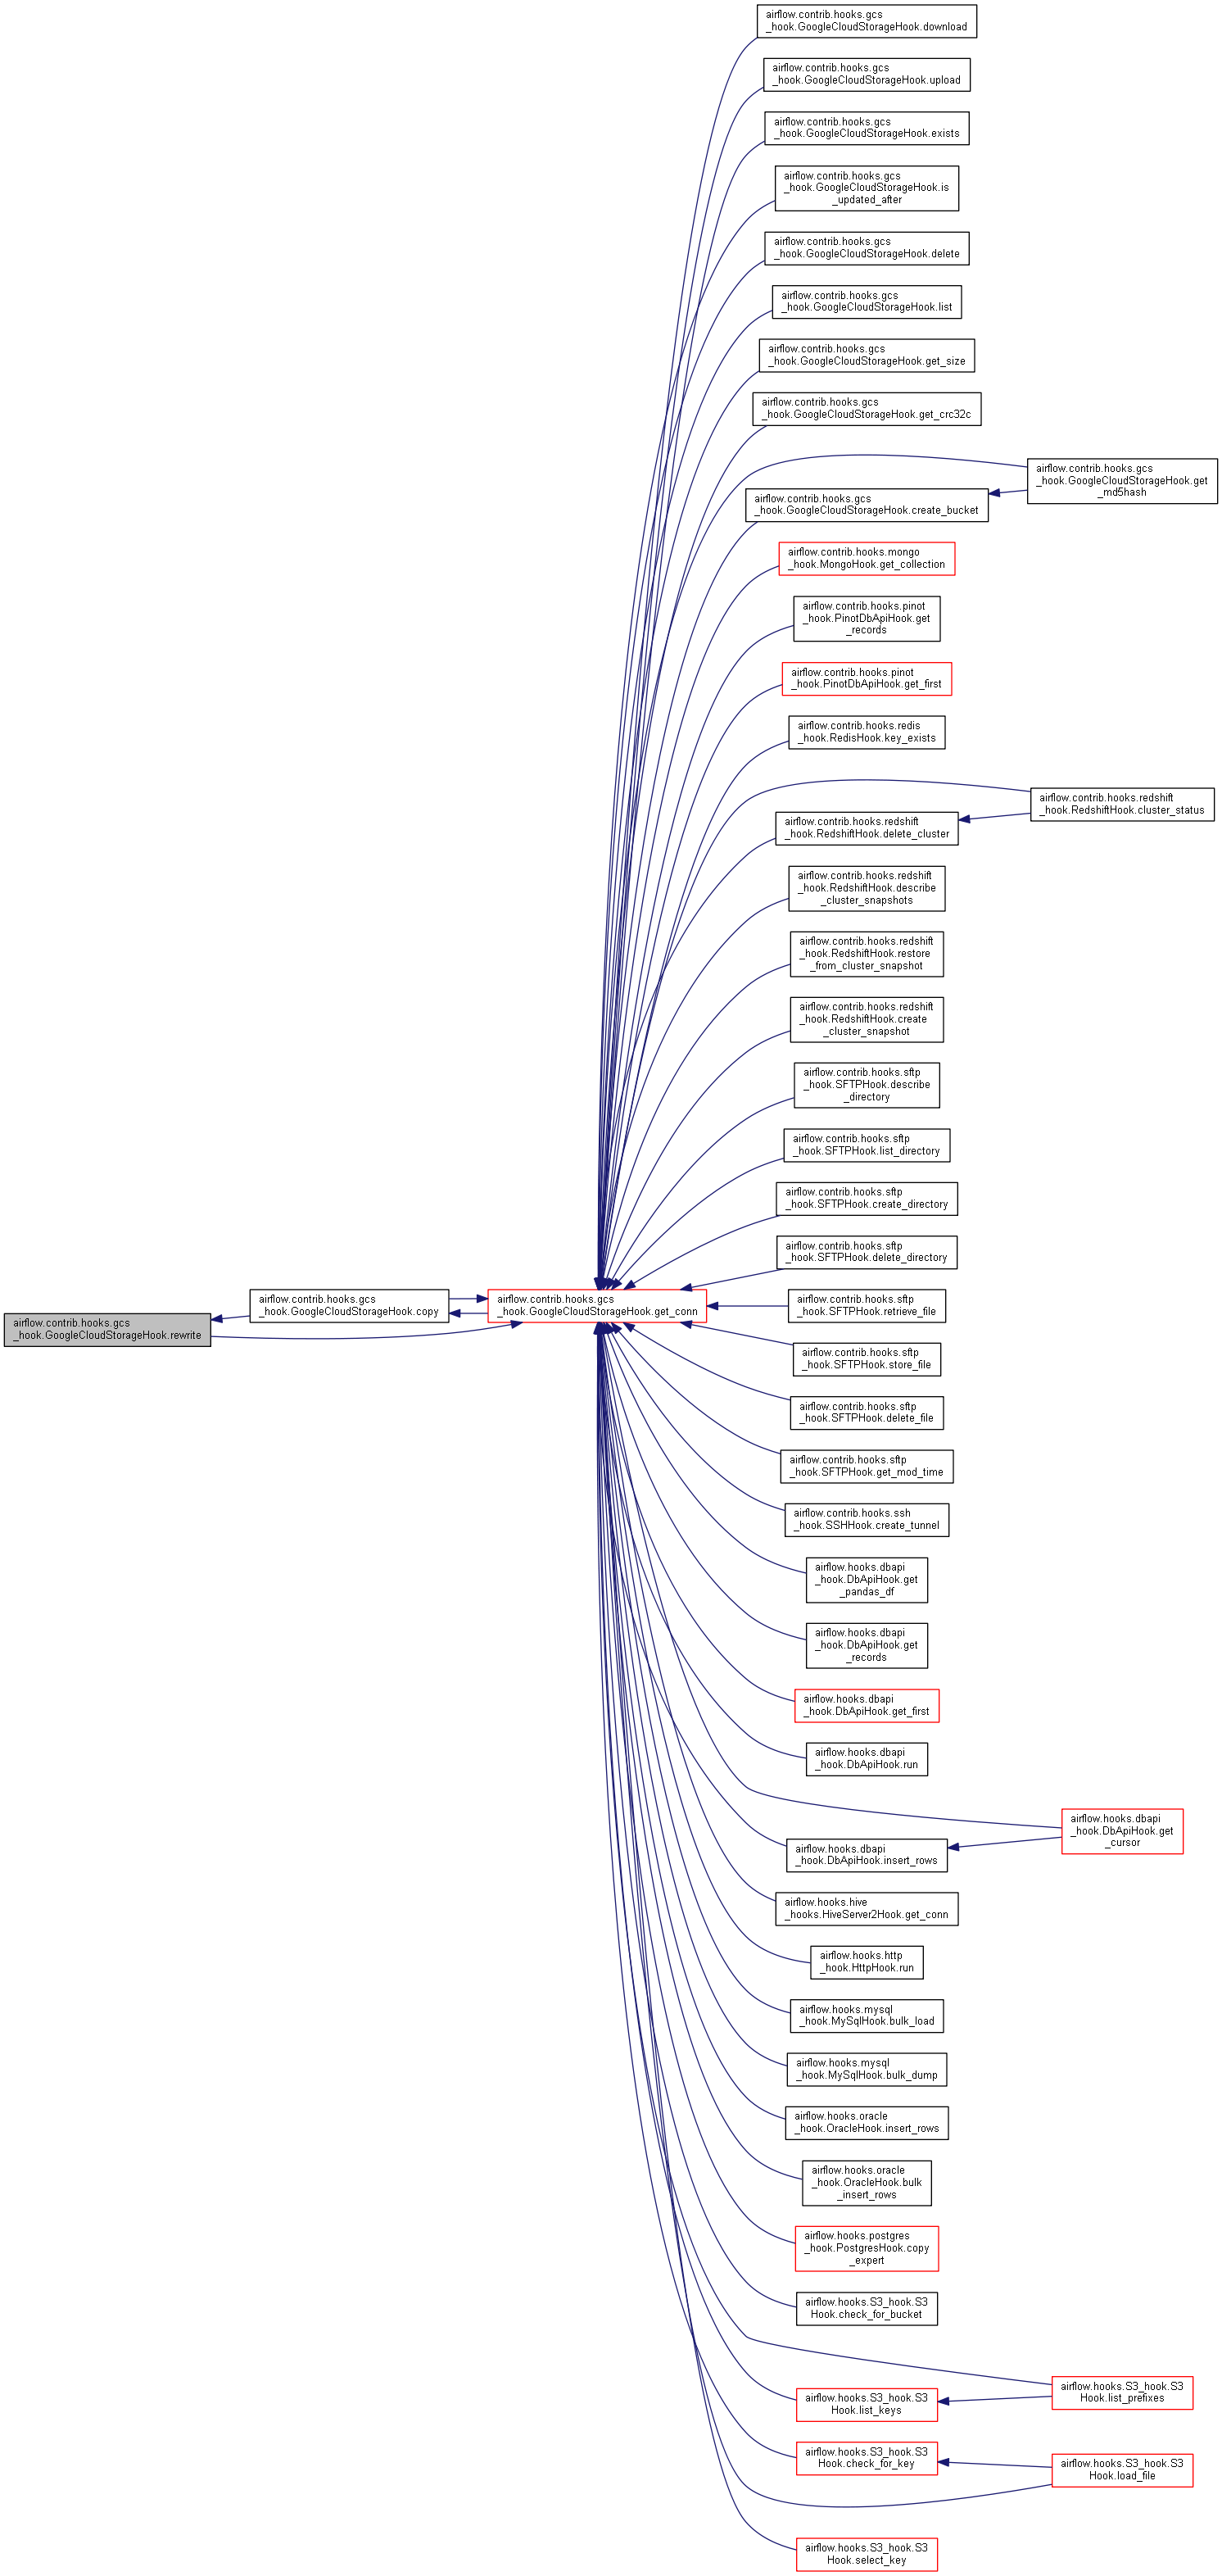 airflow.contrib.hooks.gcs
_hook.GoogleCloudStorageHook.download
airflow.contrib.hooks.gcs
_hook.GoogleCloudStorageHook.upload
airflow.contrib.hooks.gcs
_hook.GoogleCloudStorageHook.exists
airflow.contrib.hooks.gcs
_hook.GoogleCloudStorageHook.is
_updated_after
airflow.contrib.hooks.gcs
_hook.GoogleCloudStorageHook.delete
airflow.contrib.hooks.gcs
_hook.GoogleCloudStorageHook.list
airflow.contrib.hooks.gcs
_hook.GoogleCloudStorageHook.get_size
airflow.contrib.hooks.gcs
_hook.GoogleCloudStorageHook.get_crc32c
airflow.contrib.hooks.gcs
_hook.GoogleCloudStorageHook.get
_md5hash
airflow.contrib.hooks.gcs
_hook.GoogleCloudStorageHook.create_bucket
airflow.contrib.hooks.mongo
_hook.MongoHook.get_collection
airflow.contrib.hooks.pinot
_hook.PinotDbApiHook.get
_records
airflow.contrib.hooks.pinot
_hook.PinotDbApiHook.get_first
airflow.contrib.hooks.redis
_hook.RedisHook.key_exists
airflow.contrib.hooks.redshift
_hook.RedshiftHook.cluster_status
airflow.contrib.hooks.redshift
_hook.RedshiftHook.delete_cluster
airflow.contrib.hooks.redshift
_hook.RedshiftHook.describe
_cluster_snapshots
airflow.contrib.hooks.redshift
_hook.RedshiftHook.restore
_from_cluster_snapshot
airflow.contrib.hooks.redshift
_hook.RedshiftHook.create
_cluster_snapshot
airflow.contrib.hooks.sftp
_hook.SFTPHook.describe
_directory
airflow.contrib.hooks.sftp
_hook.SFTPHook.list_directory
airflow.contrib.hooks.sftp
_hook.SFTPHook.create_directory
airflow.contrib.hooks.sftp
_hook.SFTPHook.delete_directory
airflow.contrib.hooks.gcs
_hook.GoogleCloudStorageHook.rewrite
airflow.contrib.hooks.gcs
_hook.GoogleCloudStorageHook.copy
airflow.contrib.hooks.gcs
_hook.GoogleCloudStorageHook.get_conn
airflow.contrib.hooks.sftp
_hook.SFTPHook.retrieve_file
airflow.contrib.hooks.sftp
_hook.SFTPHook.store_file
airflow.contrib.hooks.sftp
_hook.SFTPHook.delete_file
airflow.contrib.hooks.sftp
_hook.SFTPHook.get_mod_time
airflow.contrib.hooks.ssh
_hook.SSHHook.create_tunnel
airflow.hooks.dbapi
_hook.DbApiHook.get
_pandas_df
airflow.hooks.dbapi
_hook.DbApiHook.get
_records
airflow.hooks.dbapi
_hook.DbApiHook.get_first
airflow.hooks.dbapi
_hook.DbApiHook.run
airflow.hooks.dbapi
_hook.DbApiHook.get
_cursor
airflow.hooks.dbapi
_hook.DbApiHook.insert_rows
airflow.hooks.hive
_hooks.HiveServer2Hook.get_conn
airflow.hooks.http
_hook.HttpHook.run
airflow.hooks.mysql
_hook.MySqlHook.bulk_load
airflow.hooks.mysql
_hook.MySqlHook.bulk_dump
airflow.hooks.oracle
_hook.OracleHook.insert_rows
airflow.hooks.oracle
_hook.OracleHook.bulk
_insert_rows
airflow.hooks.postgres
_hook.PostgresHook.copy
_expert
airflow.hooks.S3_hook.S3
Hook.check_for_bucket
airflow.hooks.S3_hook.S3
Hook.list_prefixes
airflow.hooks.S3_hook.S3
Hook.list_keys
airflow.hooks.S3_hook.S3
Hook.check_for_key
airflow.hooks.S3_hook.S3
Hook.load_file
airflow.hooks.S3_hook.S3
Hook.select_key